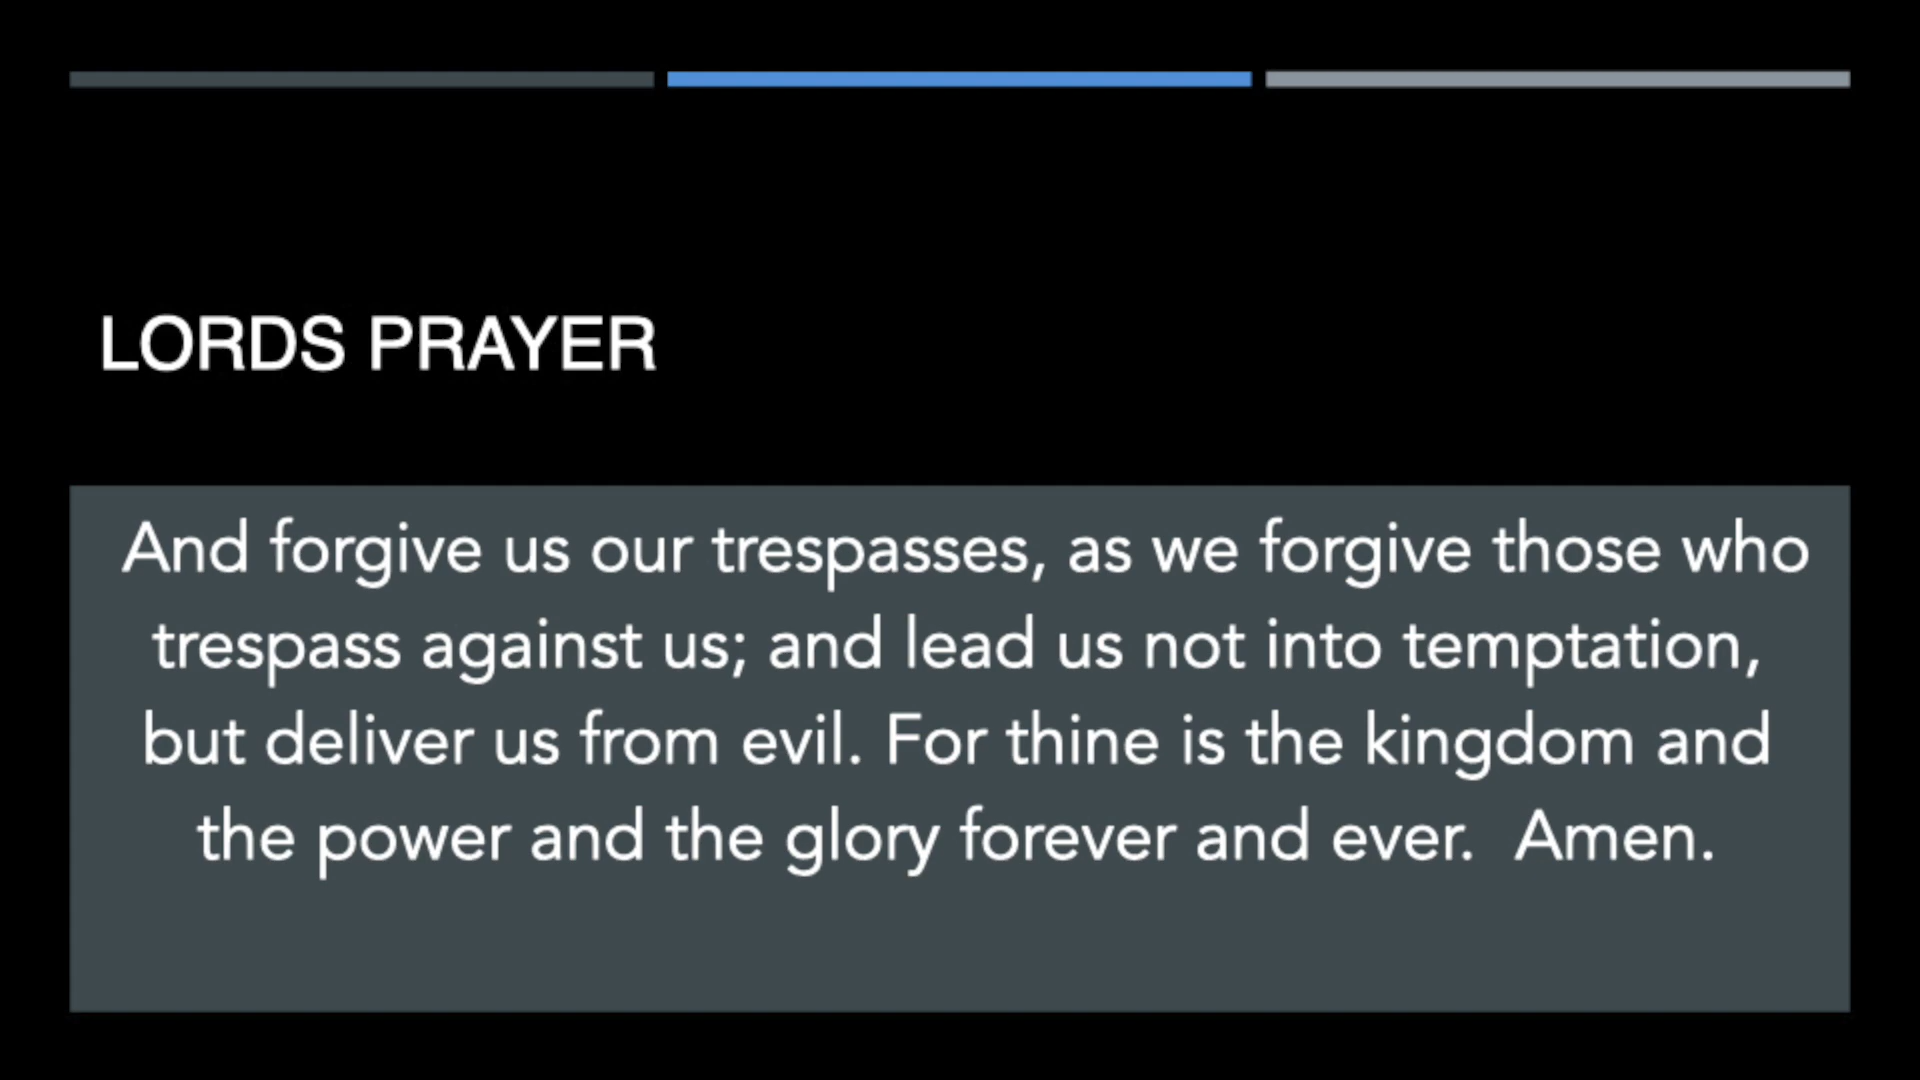 LORDS PRAYER
And forgive us our trespasses, as we forgive those who
trespass against us; and lead us not into temptation,
but deliver us from evil. For thine is the kingdom and
the power and the glory forever and ever.  Amen.